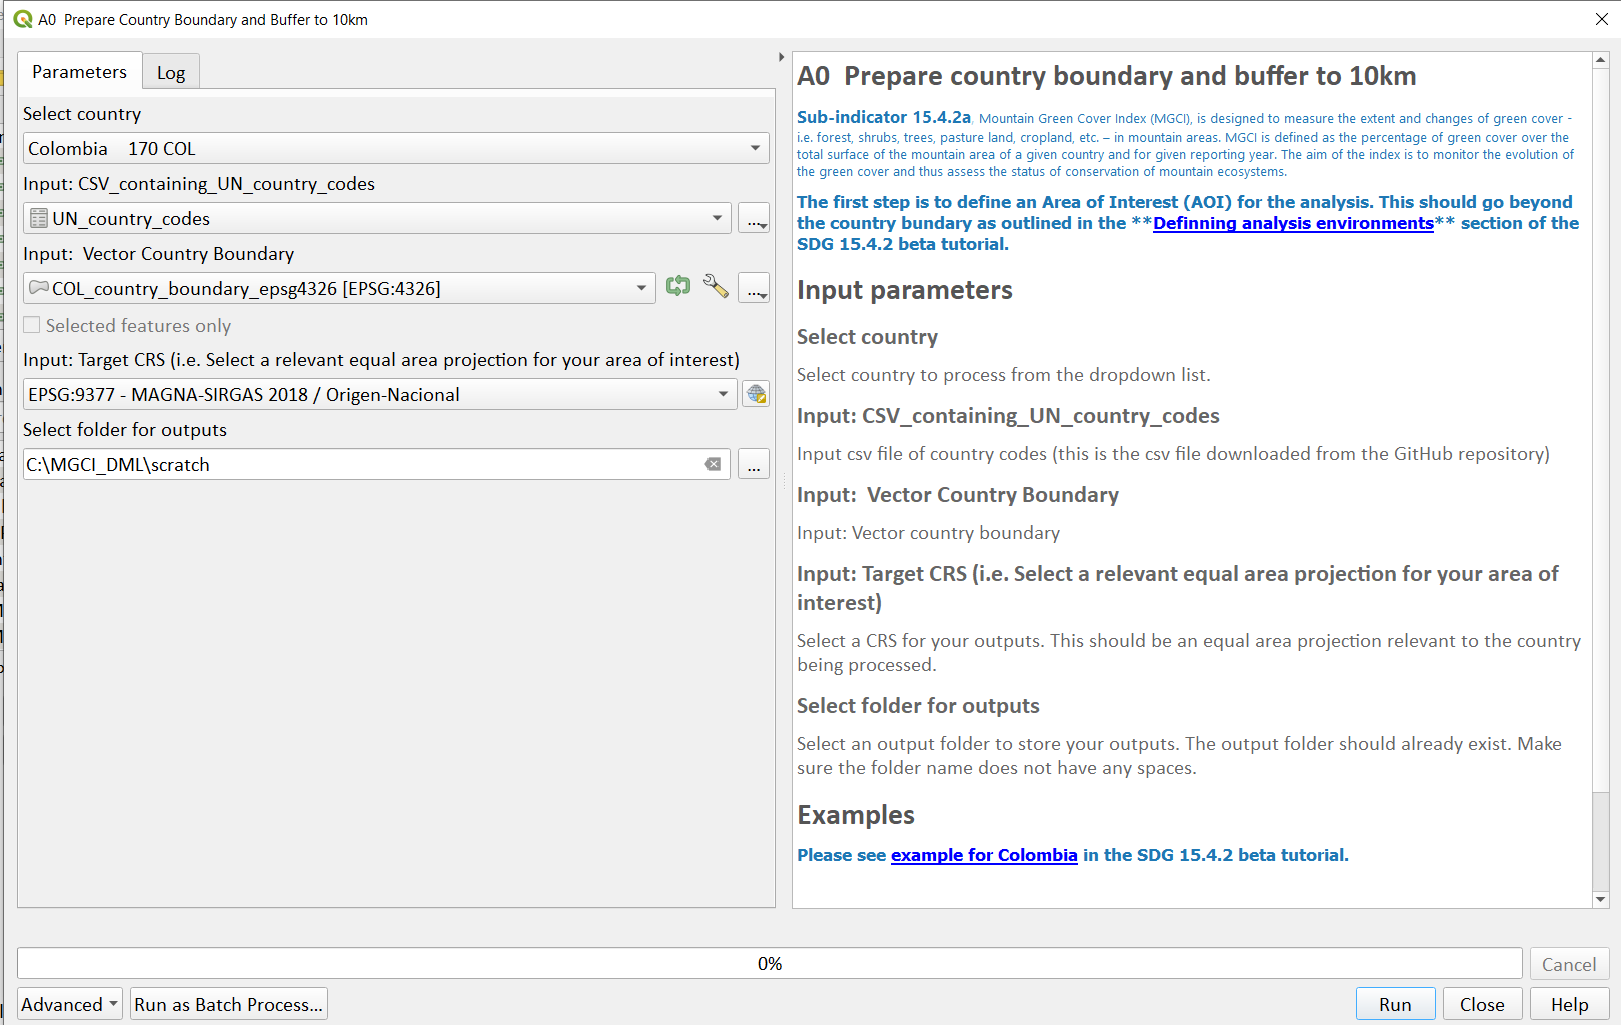 A0 Prepare Country Boundary and Buffer to 10km
Parameters
Log
Select country
Colombia 170 COL
Input: CSV_containing_UN_country_codes
UN_country_codes
...
Input: Vector Country Boundary
COL_country_boundary_epsg4326 [EPSG:4326]
...
Selected features only
Input: Target CRS (i.e. Select a relevant equal area projection for your area of interest)
EPSG:9377 - MAGNA-SIRGAS 2018 / Origen-Nacional
Select folder for outputs
C:\MGCI_DML\scratch
...
A0 Prepare country boundary and buffer to 10km
Sub-indicator 15.4.2a, Mountain Green Cover Index (MGCI), is designed to measure the extent and changes of green cover -
i.e. forest, shrubs, trees, pasture land, cropland, etc. – in mountain areas. MGCI is defined as the percentage of green cover over the
total surface of the mountain area of a given country and for given reporting year. The aim of the index is to monitor the evolution of
the green cover and thus assess the status of conservation of mountain ecosystems.
The first step is to define an Area of Interest (AOI) for the analysis. This should go beyond
the country bundary as outlined in the **Definning analysis environments** section of the
SDG 15.4.2 beta tutorial.
Input parameters
Select country
Select country to process from the dropdown list.
Input: CSV_containing_UN_country_codes
Input csv file of country codes (this is the csv file downloaded from the GitHub repository)
Input: Vector Country Boundary
Input: Vector country boundary
Input: Target CRS (i.e. Select a relevant equal area projection for your area of
interest)
Select a CRS for your outputs. This should be an equal area projection relevant to the country
being processed.
Select folder for outputs
Select an output folder to store your outputs. The output folder should already exist. Make
sure the folder name does not have any spaces.
Examples
Please see example for Colombia in the SDG 15.4.2 beta tutorial.
0%
Cancel
Advanced
Run as Batch Process...
Run
Close
Help